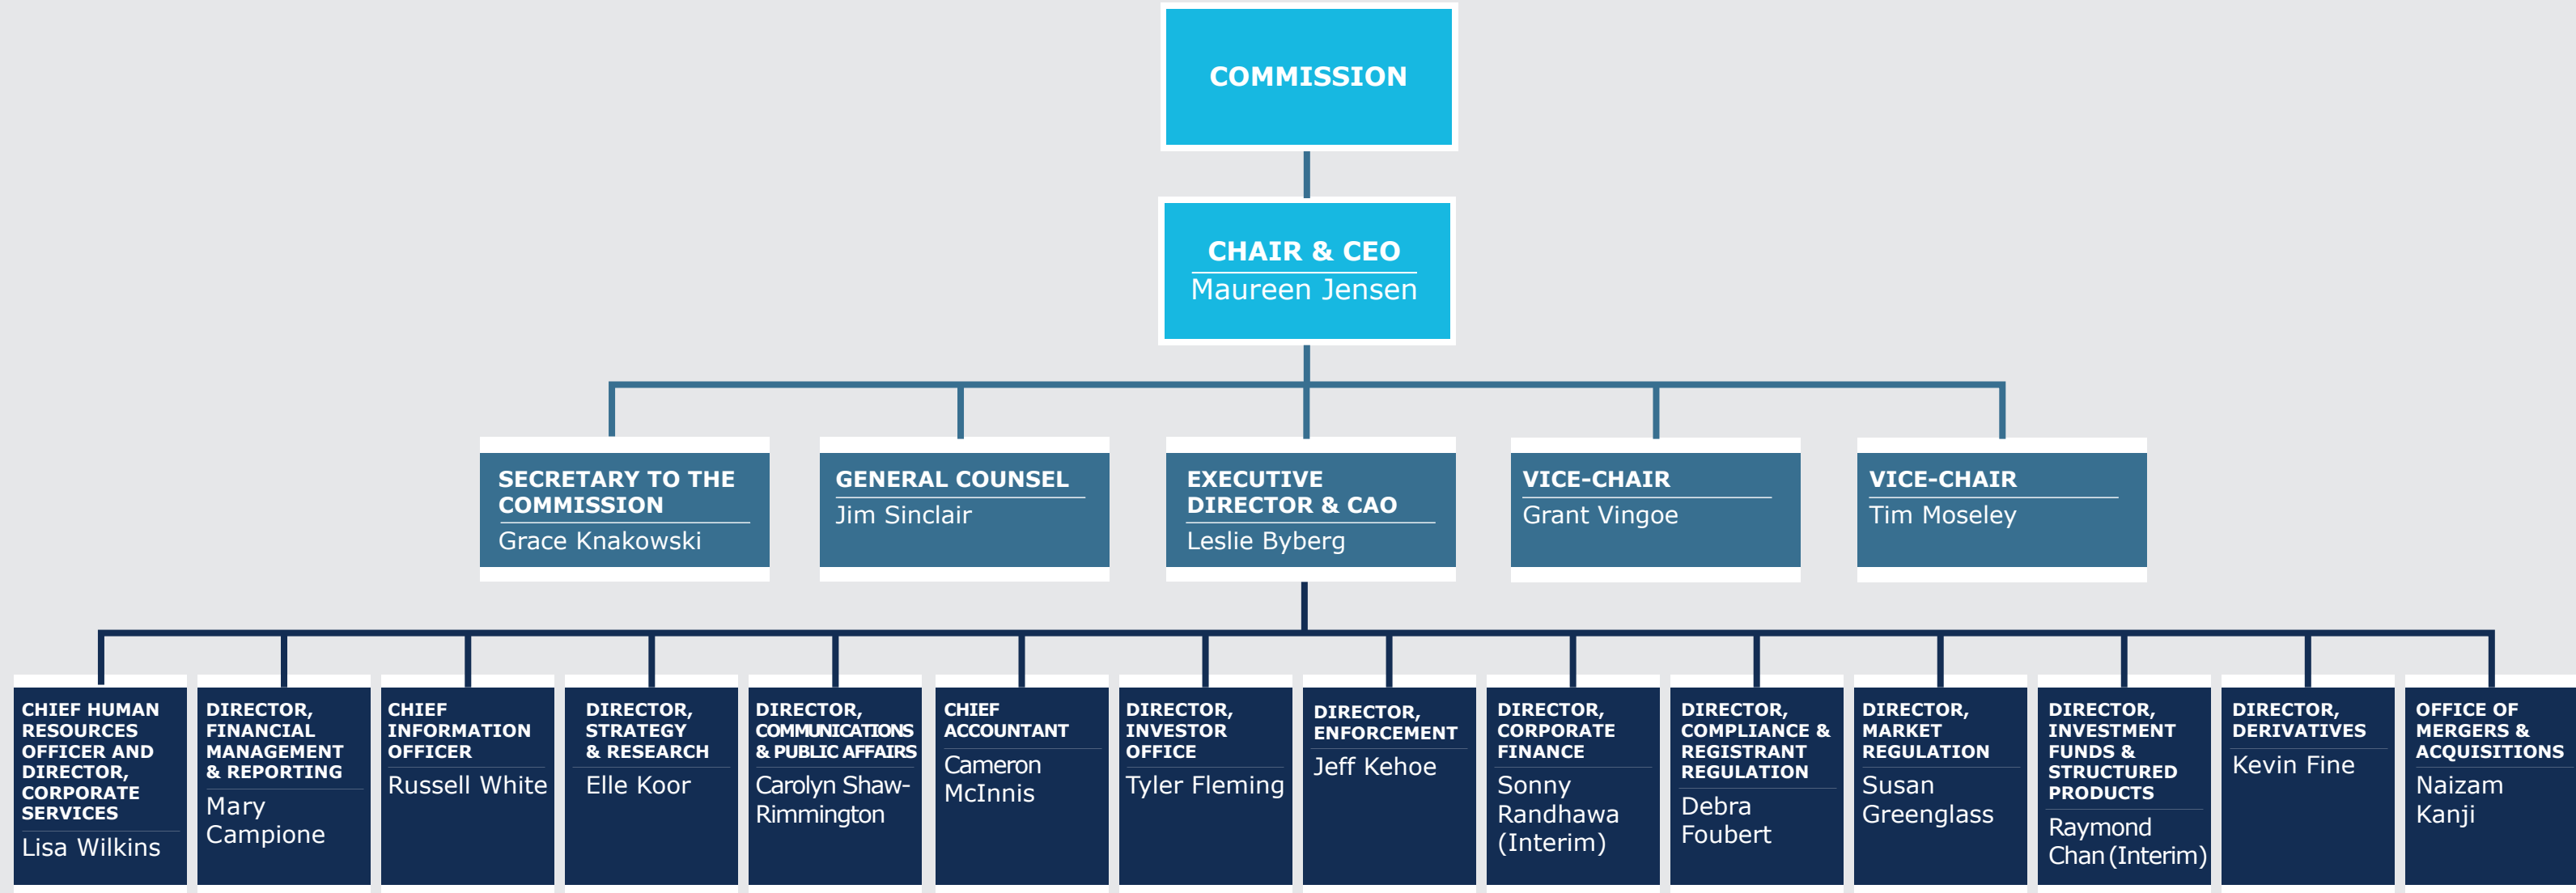 COMMISSION
CHAIR & CEO
Maureen Jensen
SECRETARY TO THE
COMMISSION
Grace Knakowski
GENERAL COUNSEL
Jim Sinclair
EXECUTIVE
DIRECTOR & CAO
Leslie Byberg
VICE-CHAIR
Grant Vingoe
VICE-CHAIR
Tim Moseley
CHIEF HUMAN
RESOURCES
OFFICER AND
DIRECTOR,
CORPORATE
SERVICES
Lisa Wilkins
DIRECTOR,
FINANCIAL
MANAGEMENT
& REPORTING
Mary
Campione
CHIEF
INFORMATION
OFFICER
Russell White
DIRECTOR,
STRATEGY
& RESEARCH
Elle Koor
DIRECTOR,
COMMUNICATIONS
& PUBLIC AFFAIRS
Carolyn Shaw-
Rimmington
CHIEF
ACCOUNTANT
Cameron
McInnis
DIRECTOR,
INVESTOR
OFFICE
Tyler Fleming
DIRECTOR,
ENFORCEMENT
Jeff Kehoe
DIRECTOR,
CORPORATE
FINANCE
Sonny
Randhawa
(Interim)
DIRECTOR,
COMPLIANCE &
REGISTRANT
REGULATION
Debra
Foubert
DIRECTOR,
MARKET
REGULATION
Susan
Greenglass
DIRECTOR,
INVESTMENT
FUNDS &
STRUCTURED
PRODUCTS
Raymond
Chan (Interim)
DIRECTOR,
DERIVATIVES
Kevin Fine
OFFICE OF
MERGERS &
ACQUISITIONS
Naizam
Kanji